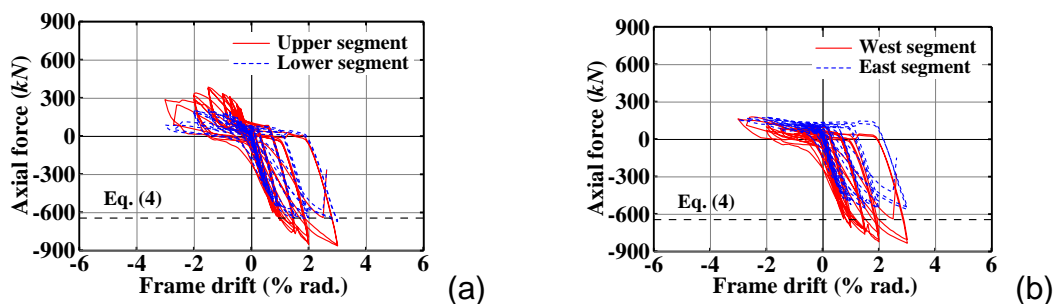 900
600
300
0
-300
-600
-900
Axial force (kN)
Upper segment
Lower segment
Eq. (4)
-6 -4 -2 0 2 4 6
Frame drift (% rad.)
(a)
900
600
300
0
-300
-600
-900
Axial force (kN)
West segment
East segment
Eq. (4)
-6 -4 -2 0 2 4 6
Frame drift (% rad.)
(b)